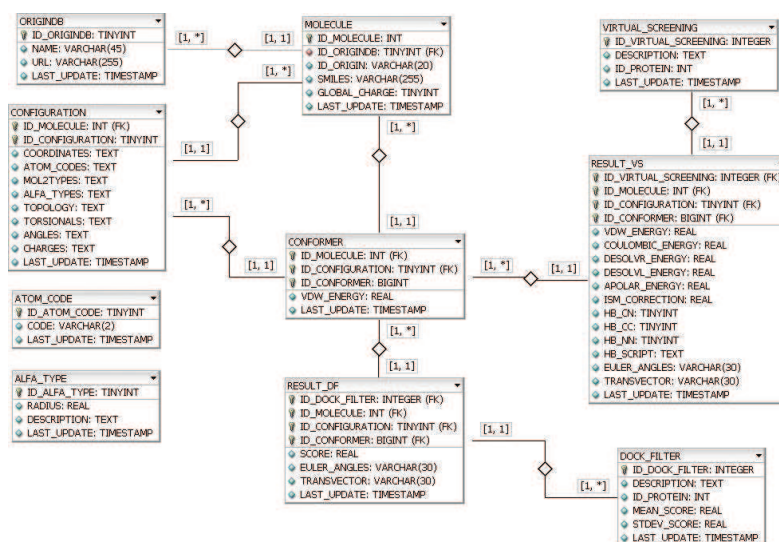 ORIGINDB
ID_ORIGINDB: TINYINT
NAME: VARCHAR(45)
URL: VARCHAR(255)
LAST_UPDATE: TIMESTAMP
[1, *]
[1, 1]
MOLECULE
ID_MOLECULE: INT
ID_ORIGINDB: TINYINT (FK)
ID_ORIGIN: VARCHAR(20)
SMILES: VARCHAR(255)
GLOBAL_CHARGE: TINYINT
LAST_UPDATE: TIMESTAMP
[1, *]
[1, 1]
[1, *]
[1, 1]
VIRTUAL_SCREENING
ID_VIRTUAL_SCREENING: INTEGER
DESCRIPTION: TEXT
ID_PROTEIN: INT
LAST_UPDATE: TIMESTAMP
[1, *]
[1, 1]
CONFIGURATION
ID_MOLECULE: INT (FK)
ID_CONFIGURATION: TINYINT
COORDINATES: TEXT
ATOM_CODES: TEXT
MOL2TYPES: TEXT
ALFA_TYPES: TEXT
TOPOLOGY: TEXT
TORSIONALS: TEXT
ANGLES: TEXT
CHARGES: TEXT
LAST_UPDATE: TIMESTAMP
[1, *]
[1, 1]
CONFORMER
ID_MOLECULE: INT (FK)
ID_CONFIGURATION: TINYINT (FK)
ID_CONFORMER: BIGINT
VDW_ENERGY: REAL
LAST_UPDATE: TIMESTAMP
[1, *]
[1, 1]
RESULT_VS
ID_VIRTUAL_SCREENING: INTEGER (FK)
ID_MOLECULE: INT (FK)
ID_CONFIGURATION: TINYINT (FK)
ID_CONFORMER: BIGINT (FK)
VDW_ENERGY: REAL
COULOMBIC_ENERGY: REAL
DESOLVR_ENERGY: REAL
DESOLVL_ENERGY: REAL
APOLAR_ENERGY: REAL
ISM_CORRECTION: REAL
HB_CN: TINYINT
HB_CC: TINYINT
HB_NN: TINYINT
HB_SCRIPT: TEXT
EULER_ANGLES: VARCHAR(30)
TRANSVECTOR: VARCHAR(30)
LAST_UPDATE: TIMESTAMP
ATOM_CODE
ID_ATOM_CODE: TINYINT
CODE: VARCHAR(2)
LAST_UPDATE: TIMESTAMP
ALFA_TYPE
ID_ALFA_TYPE: TINYINT
RADIUS: REAL
DESCRIPTION: TEXT
LAST_UPDATE: TIMESTAMP
[1, *]
[1, 1]
RESULT_DF
ID_DOCK_FILTER: INTEGER (FK)
ID_MOLECULE: INT (FK)
ID_CONFIGURATION: TINYINT (FK)
ID_CONFORMER: BIGINT (FK)
SCORE: REAL
EULER_ANGLES: VARCHAR(30)
TRANSVECTOR: VARCHAR(30)
LAST_UPDATE: TIMESTAMP
[1, 1]
[1, *]
DOCK_FILTER
ID_DOCK_FILTER: INTEGER
DESCRIPTION: TEXT
ID_PROTEIN: INT
MEAN_SCORE: REAL
STDEV_SCORE: REAL
LAST_UPDATE: TIMESTAMP